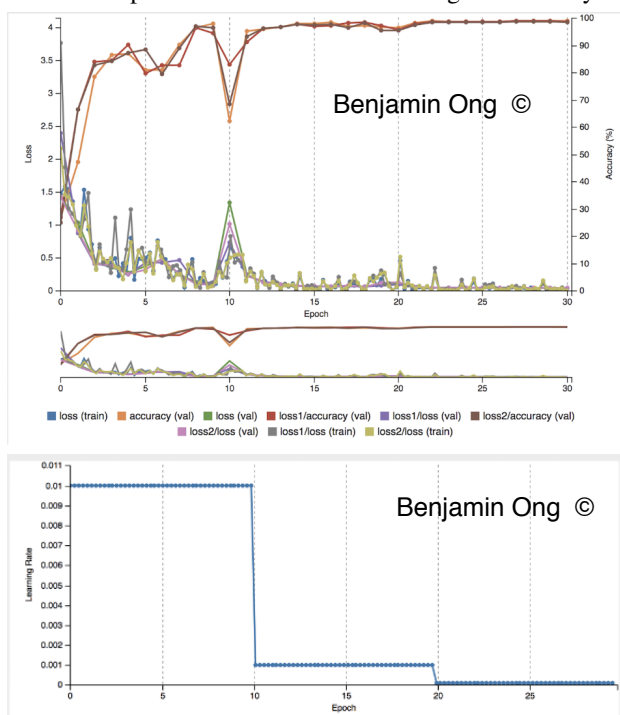 4
3.5
3
2.5
2
1.5
1
0.5
0
Loss
Benjamin Ong ©
100
90
80
70
60
50
40
30
20
10
0
Accuracy (%)
0 5 10 15 20 25 30
Epoch
0 5 10 15 20 25 30
loss (train) accuracy (val) loss (val) loss1/accuracy (val) loss1/loss (val) loss2/accuracy (val)
loss2/loss (val) loss1/loss (train) loss2/loss (train)
0.011
0.01
0.009
0.008
0.007
0.006
0.005
0.004
0.003
0.002
0.001
0
Learning Rate
Benjamin Ong ©
0 5 10 15 20 25
Epoch